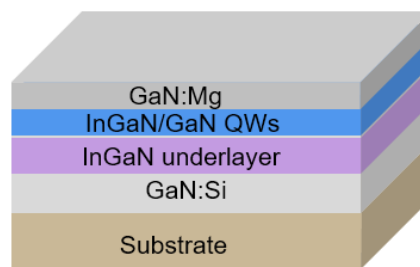 GaN:Mg
InGaN/GaN QWs
InGaN underlayer
GaN:Si
Substrate